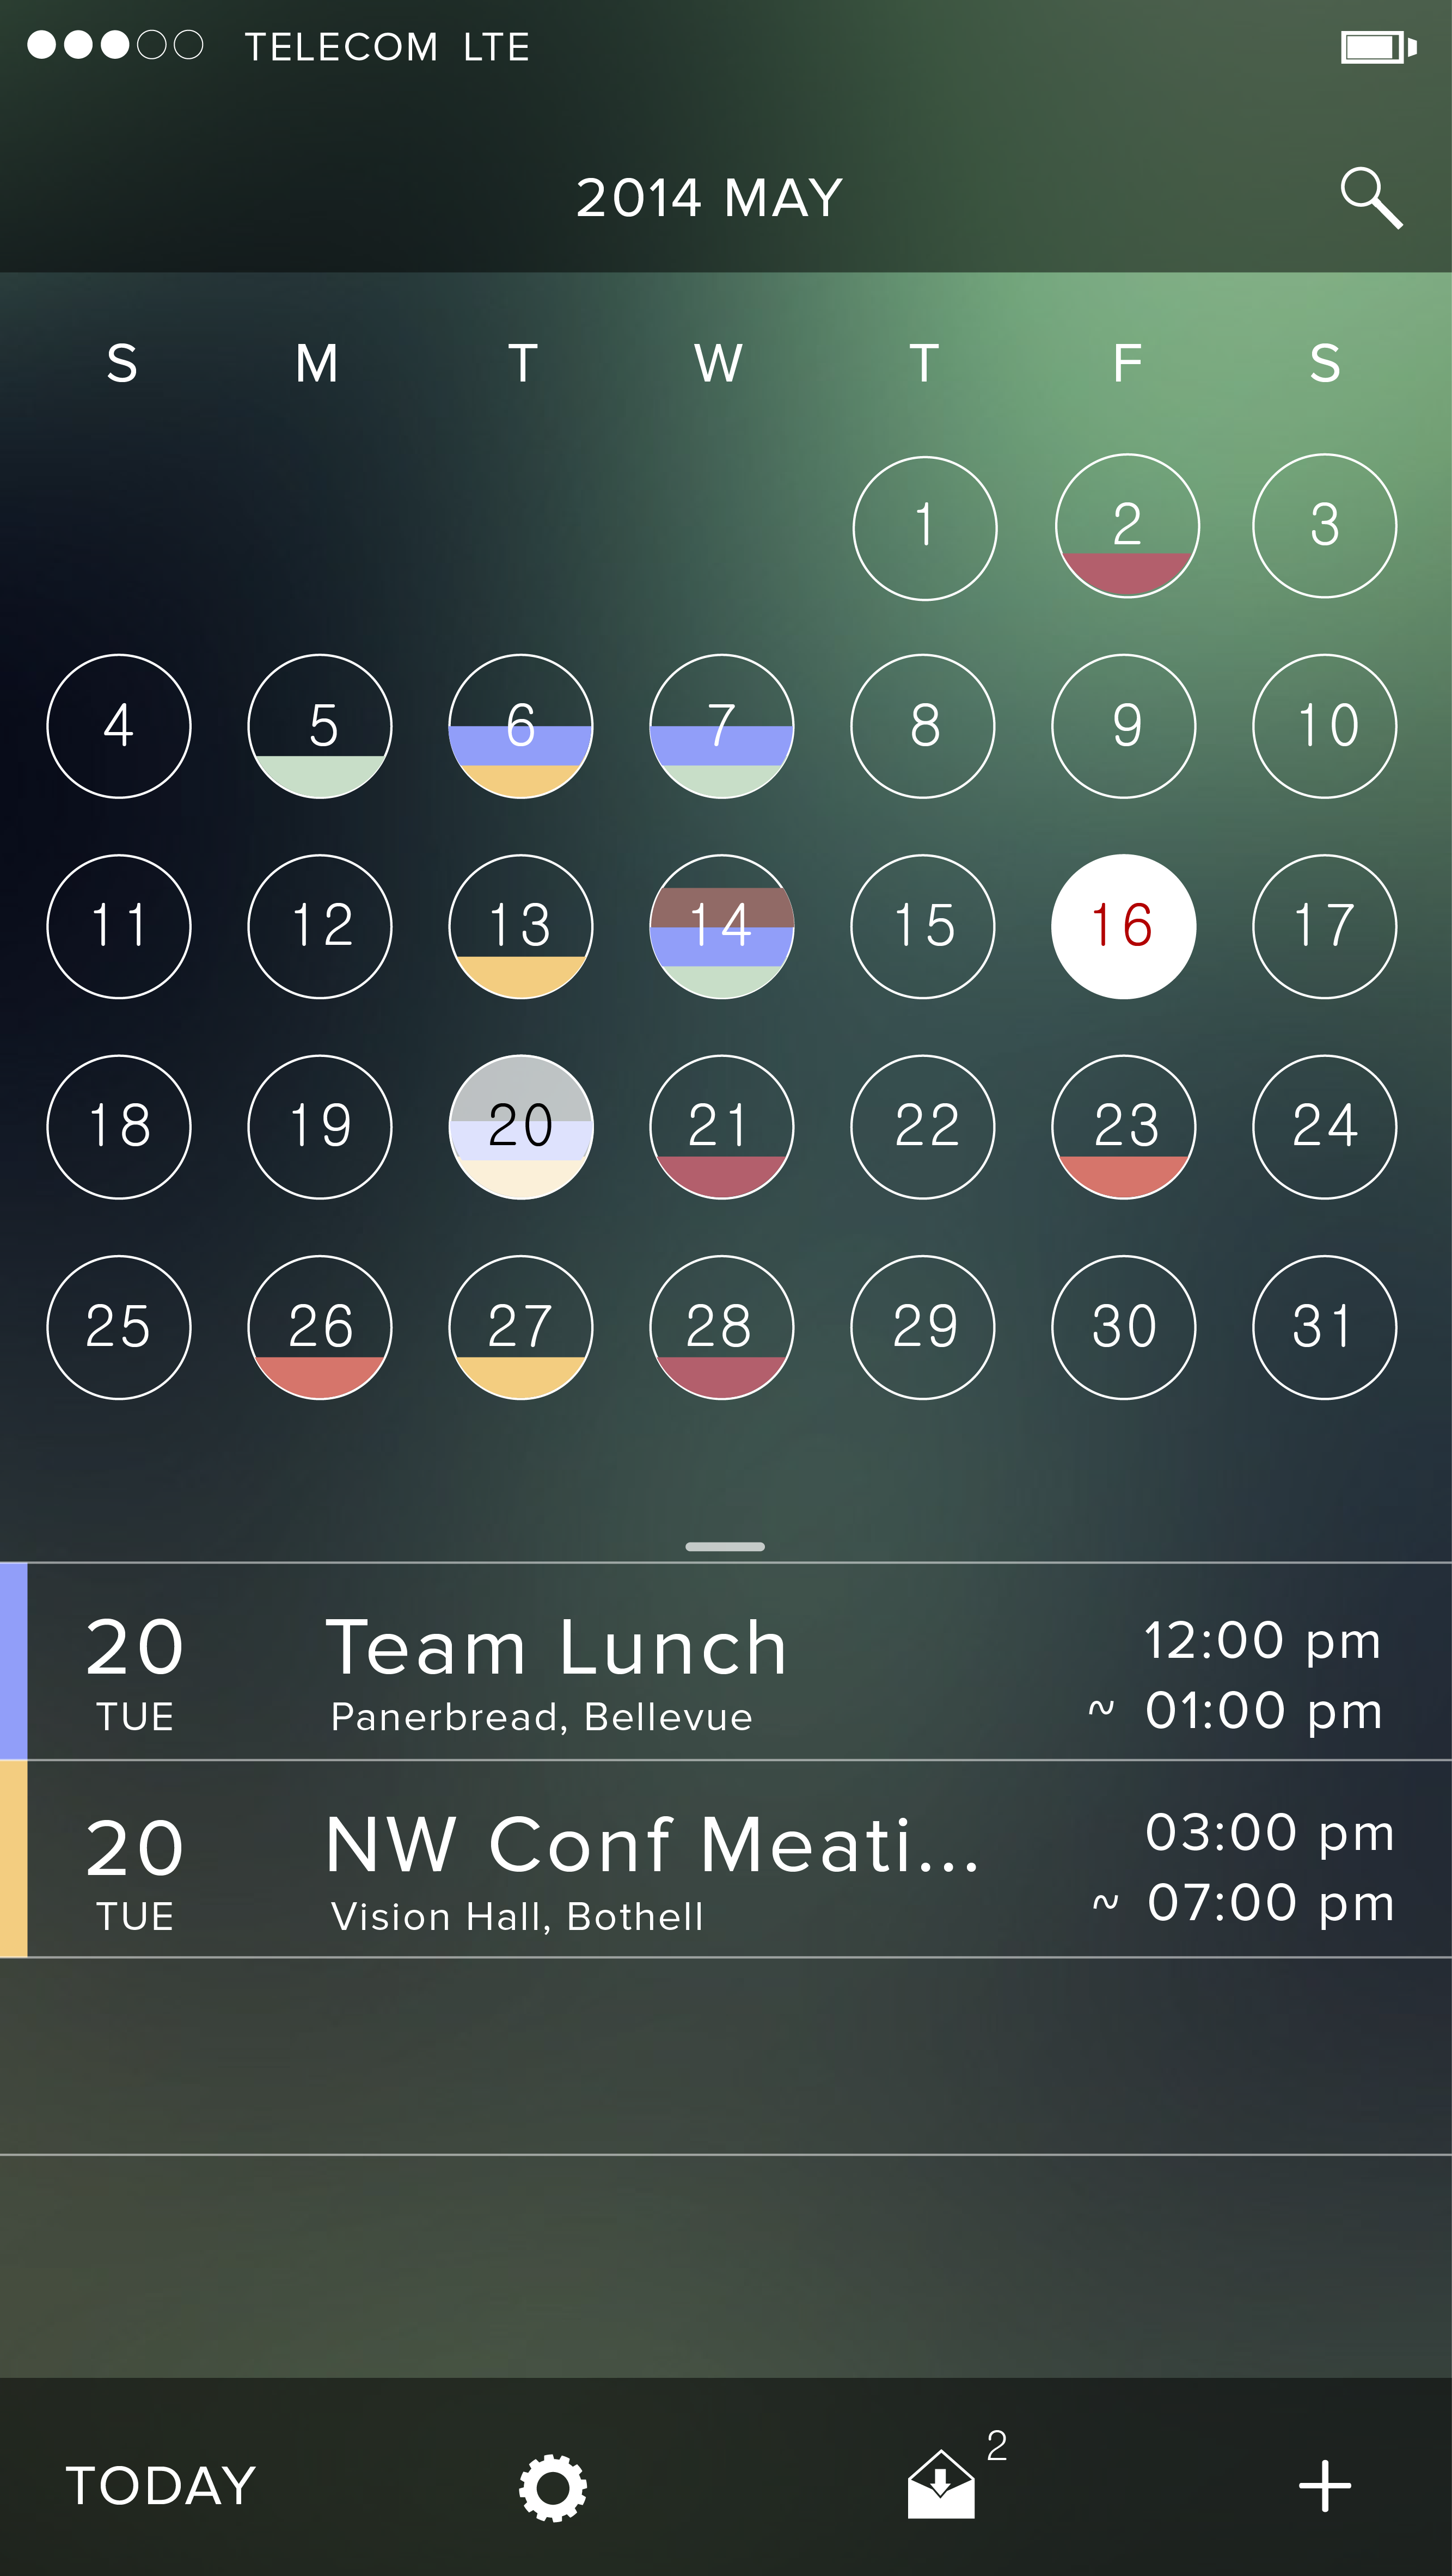 TELECOM LTE
2014 MAY
S M T W T F S
1 2 3
4 5 6 7 8 9 10
11 12 13 14 15 16 17
18 19 20 21 22 23 24
25 26 27 28 29 30 31
20 Team Lunch 12:00 pm
TUE Panerbread, Bellevue ~ 01:00 pm
20 NW Conf Meati... 03:00 pm
TUE Vision Hall, Bothell ~ 07:00 pm
2
TODAY